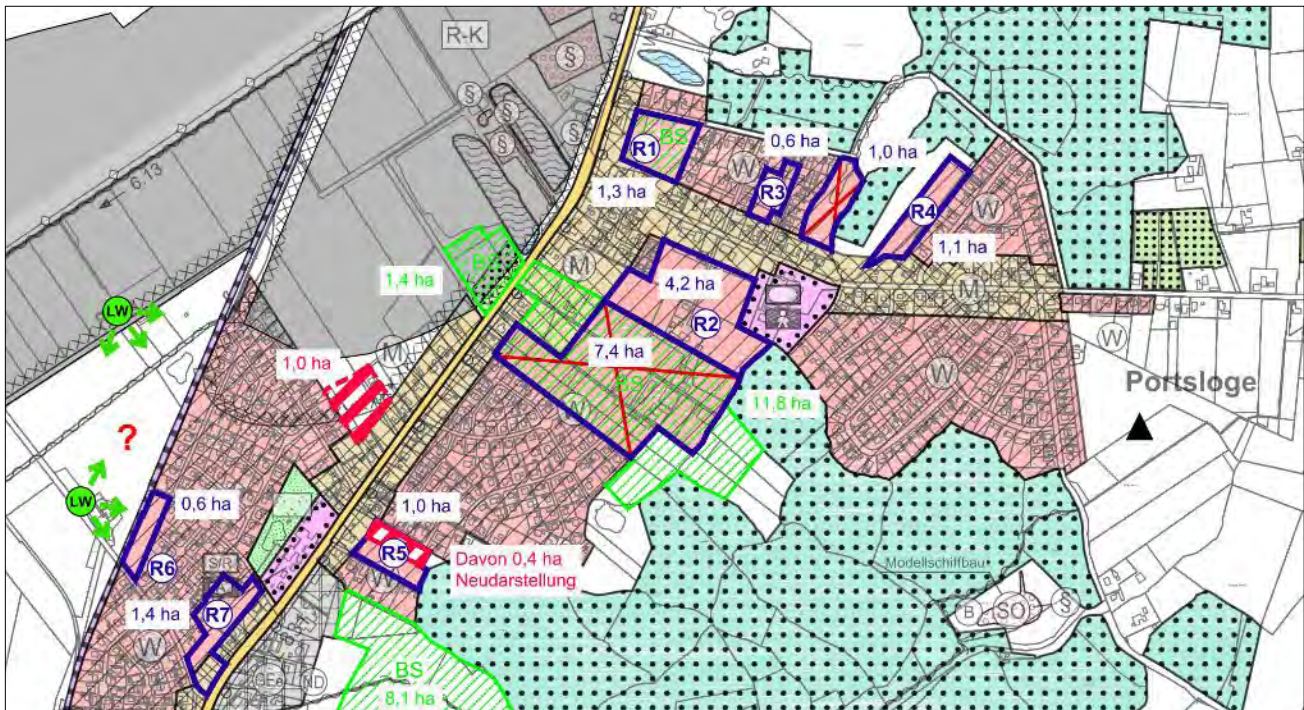 R-K
§
§
§
§
§
6.13
R1
BS
0,6 ha
1,0 ha
W
R3
1,3 ha
R4
W
1,1 ha
M
BS
1,4 ha
4,2 ha
M
R2
LW
7,4 ha
BS
W
W
1,0 ha
M
W
11,8 ha
Portsloge
?
LW
0,6 ha
1,0 ha
R5
Davon 0,4 ha
Neudarstellung
W
R6
S/R
1,4 ha
R7
W
Modellschiffbau
B
SO
§
GEe
ND
BS
8,1 ha